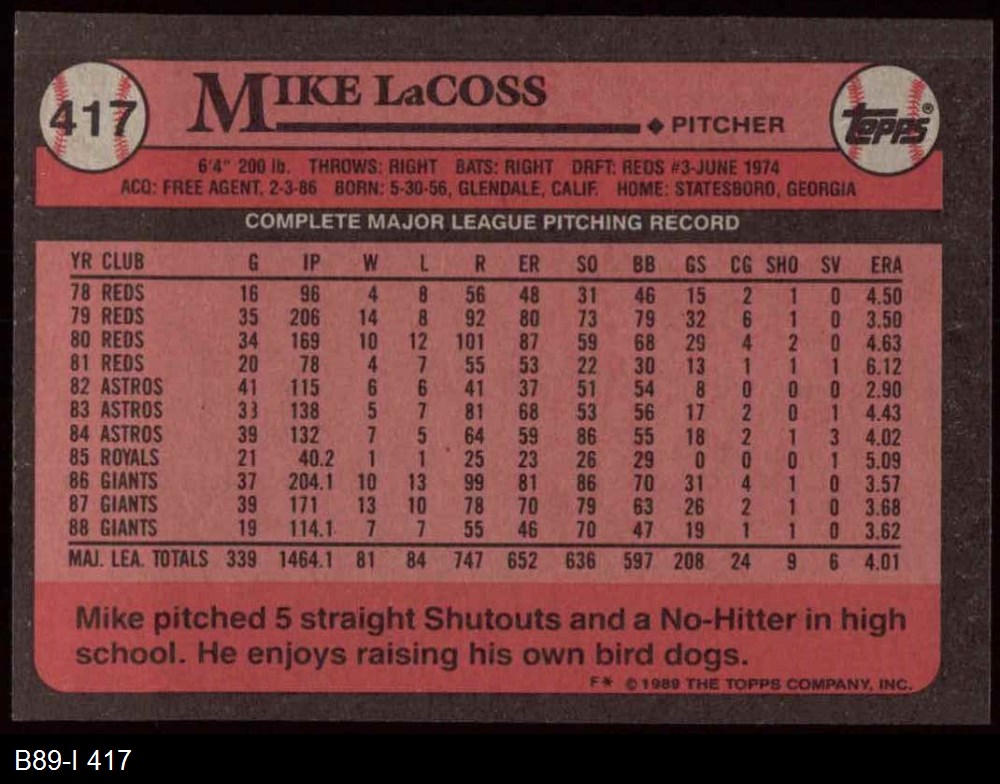 417
MIKE LaCOSS
PITCHER
TOPPS®
6'4" 200 lb. THROWS: RIGHT BATS: RIGHT DRFT: REDS #3-JUNE 1974
ACQ: FREE AGENT, 2-3-86 BORN: 5-30-56, GLENDALE, CALIF. HOME: STATESBORO, GEORGIA
COMPLETE MAJOR LEAGUE PITCHING RECORD
YR CLUB G IP W L R ER SO BB GS CG SHO SV ERA
78 REDS 16 96 4 8 56 48 31 46 15 2 1 0 4.50
79 REDS 35 206 14 8 92 80 73 79 32 6 1 0 3.50
80 REDS 34 169 10 12 101 87 59 68 29 4 2 0 4.63
81 REDS 20 78 4 7 55 53 22 30 13 1 1 1 6.12
82 ASTROS 41 115 6 6 41 37 51 54 8 0 0 0 2.90
83 ASTROS 33 138 5 7 81 68 53 56 17 2 0 1 4.43
84 ASTROS 39 132 7 5 64 59 86 55 18 2 1 3 4.02
85 ROYALS 21 40.2 1 1 25 23 26 29 0 0 0 1 5.09
86 GIANTS 37 204.1 10 13 99 81 86 70 31 4 1 0 3.57
87 GIANTS 39 171 13 10 78 70 79 63 26 2 1 0 3.68
88 GIANTS 19 114.1 7 7 55 46 70 47 19 1 1 0 3.62
MAJ. LEA. TOTALS 339 1464.1 81 84 747 652 636 597 208 24 9 6 4.01
Mike pitched 5 straight Shutouts and a No-Hitter in high
school. He enjoys raising his own bird dogs.
F* © 1989 THE TOPPS COMPANY, INC.
B89-I 417